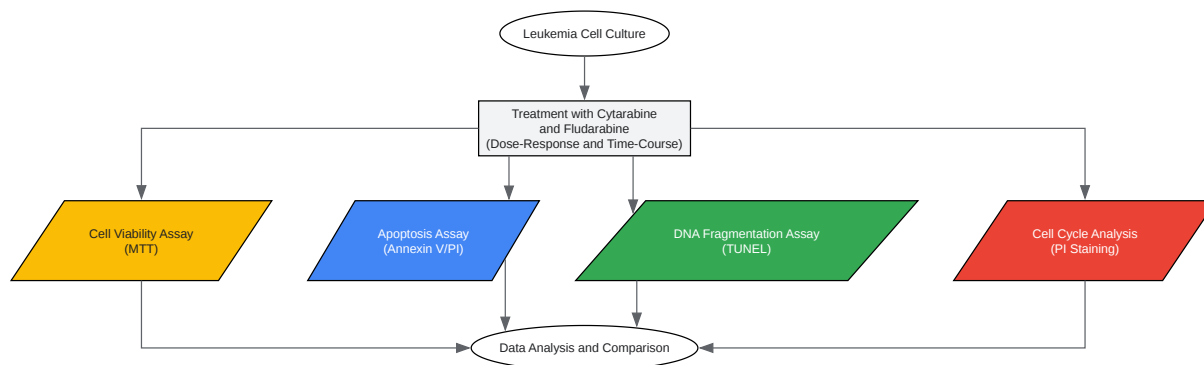 Leukemia Cell Culture
Treatment with Cytarabine
and Fludarabine
(Dose-Response and Time-Course)
Cell Viability Assay
(MTT)
Apoptosis Assay
(Annexin V/PI)
DNA Fragmentation Assay
(TUNEL)
Cell Cycle Analysis
(PI Staining)
Data Analysis and Comparison